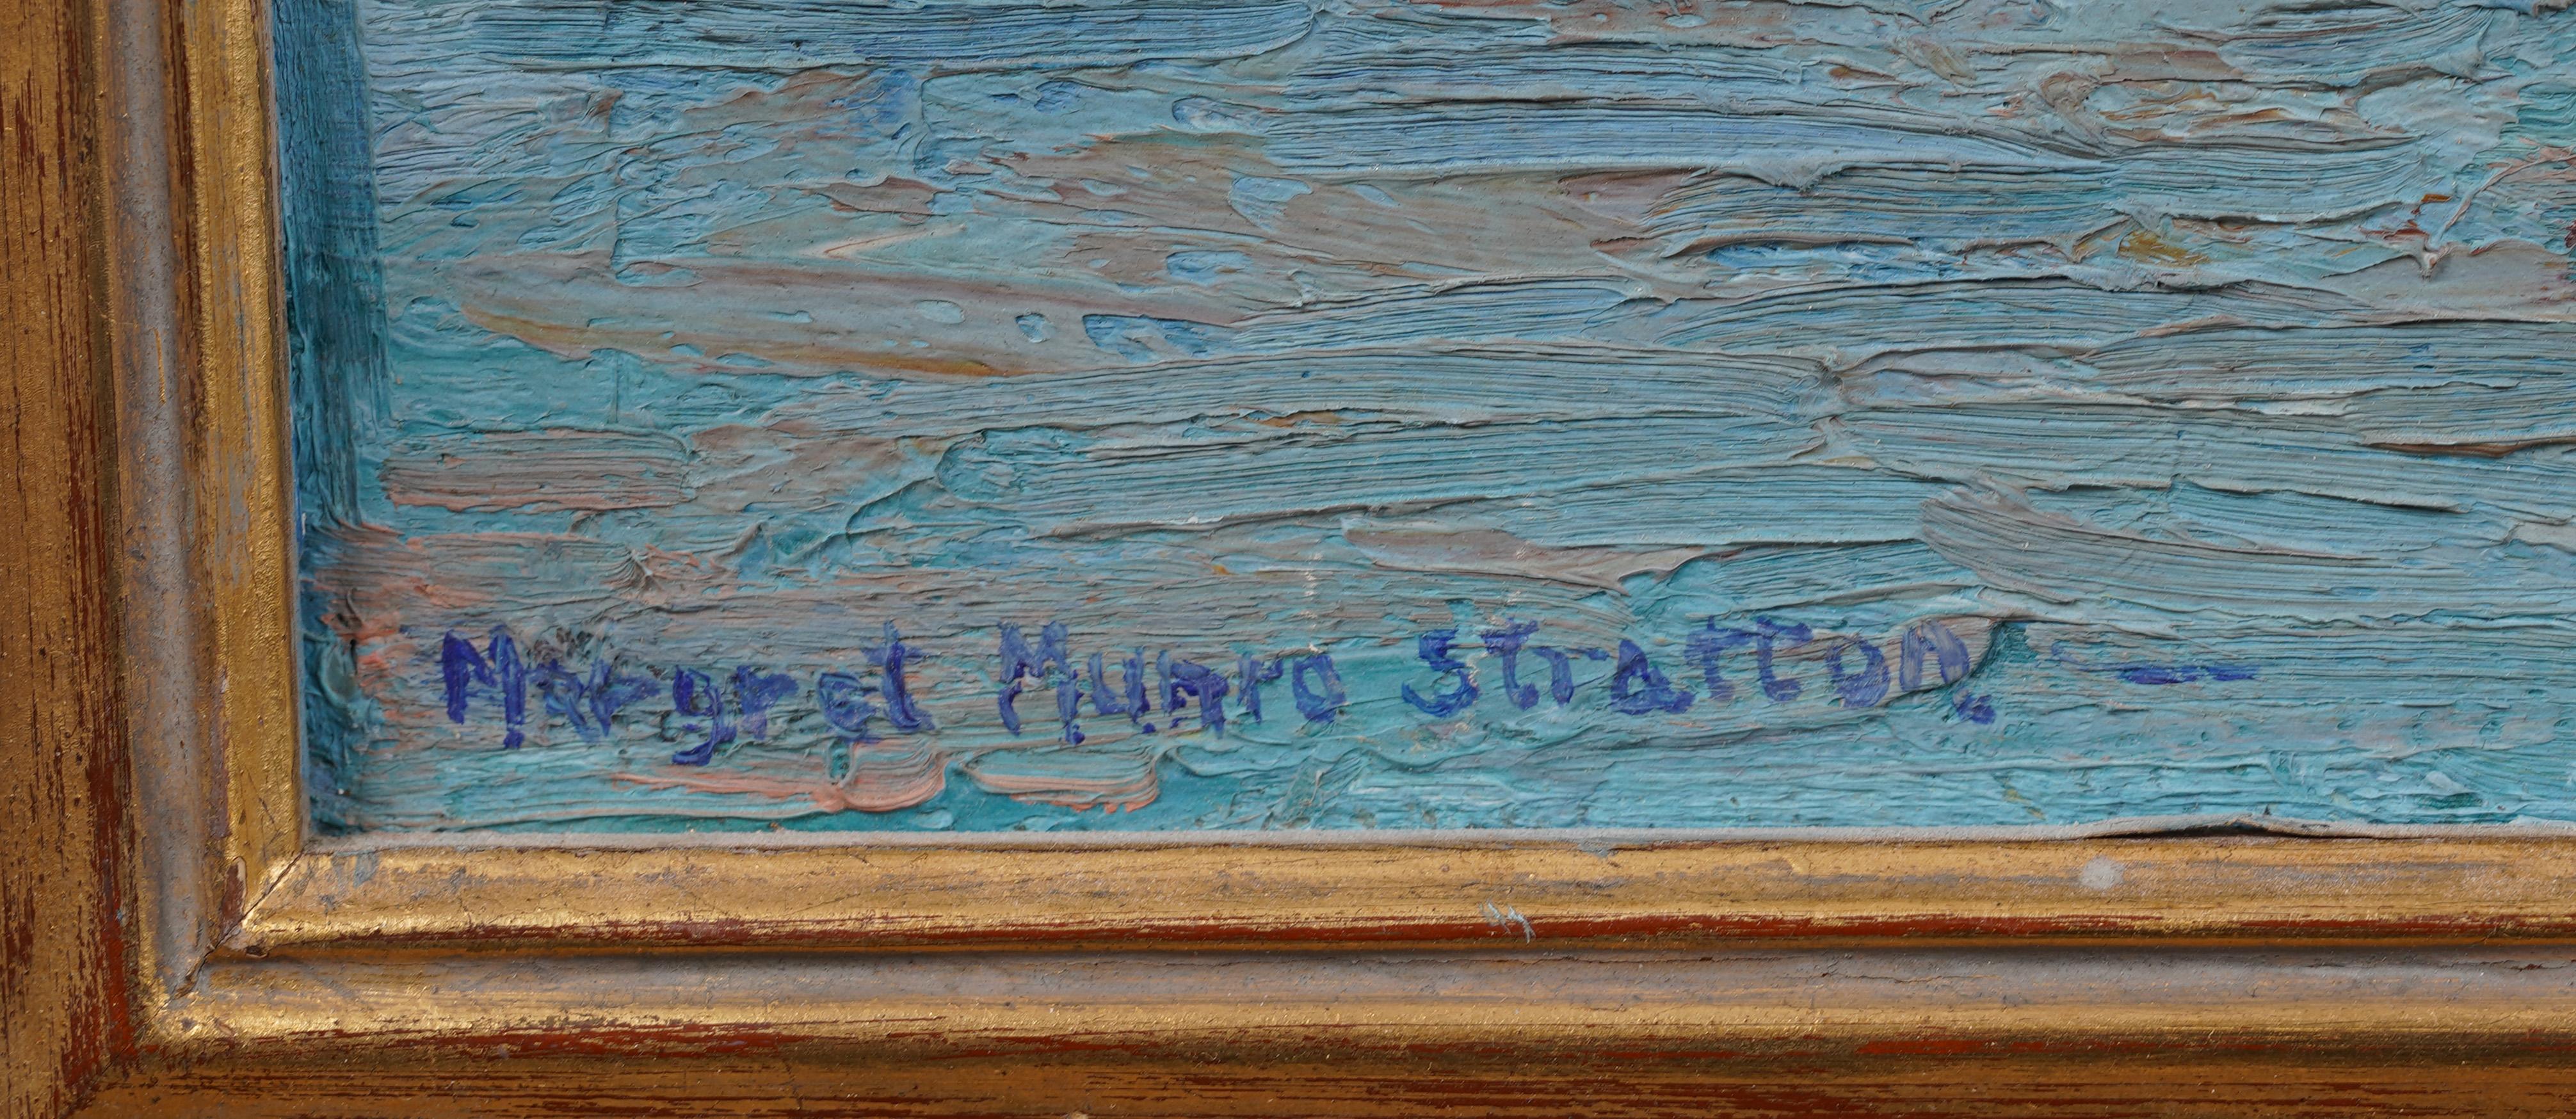 Margret Munro Stratton. —